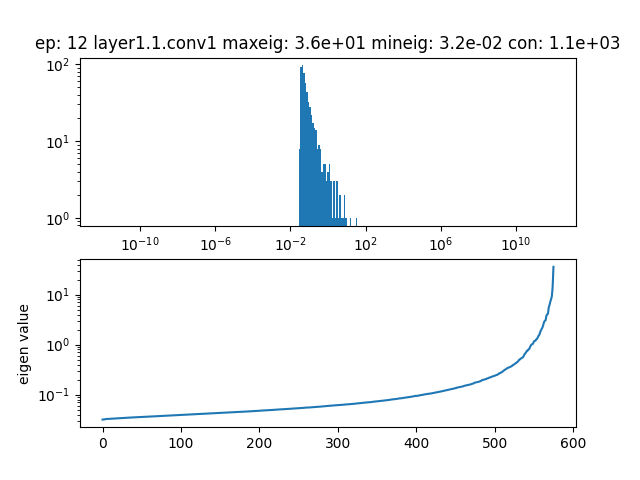 ep: 12 layer1.1.conv1 maxeig: 3.6e+01 mineig: 3.2e-02 con: 1.1e+03
10²
10¹
10⁰
10⁻¹⁰ 10⁻⁶ 10⁻² 10² 10⁶ 10¹⁰
eigen value
10¹
10⁰
10⁻¹
0 100 200 300 400 500 600